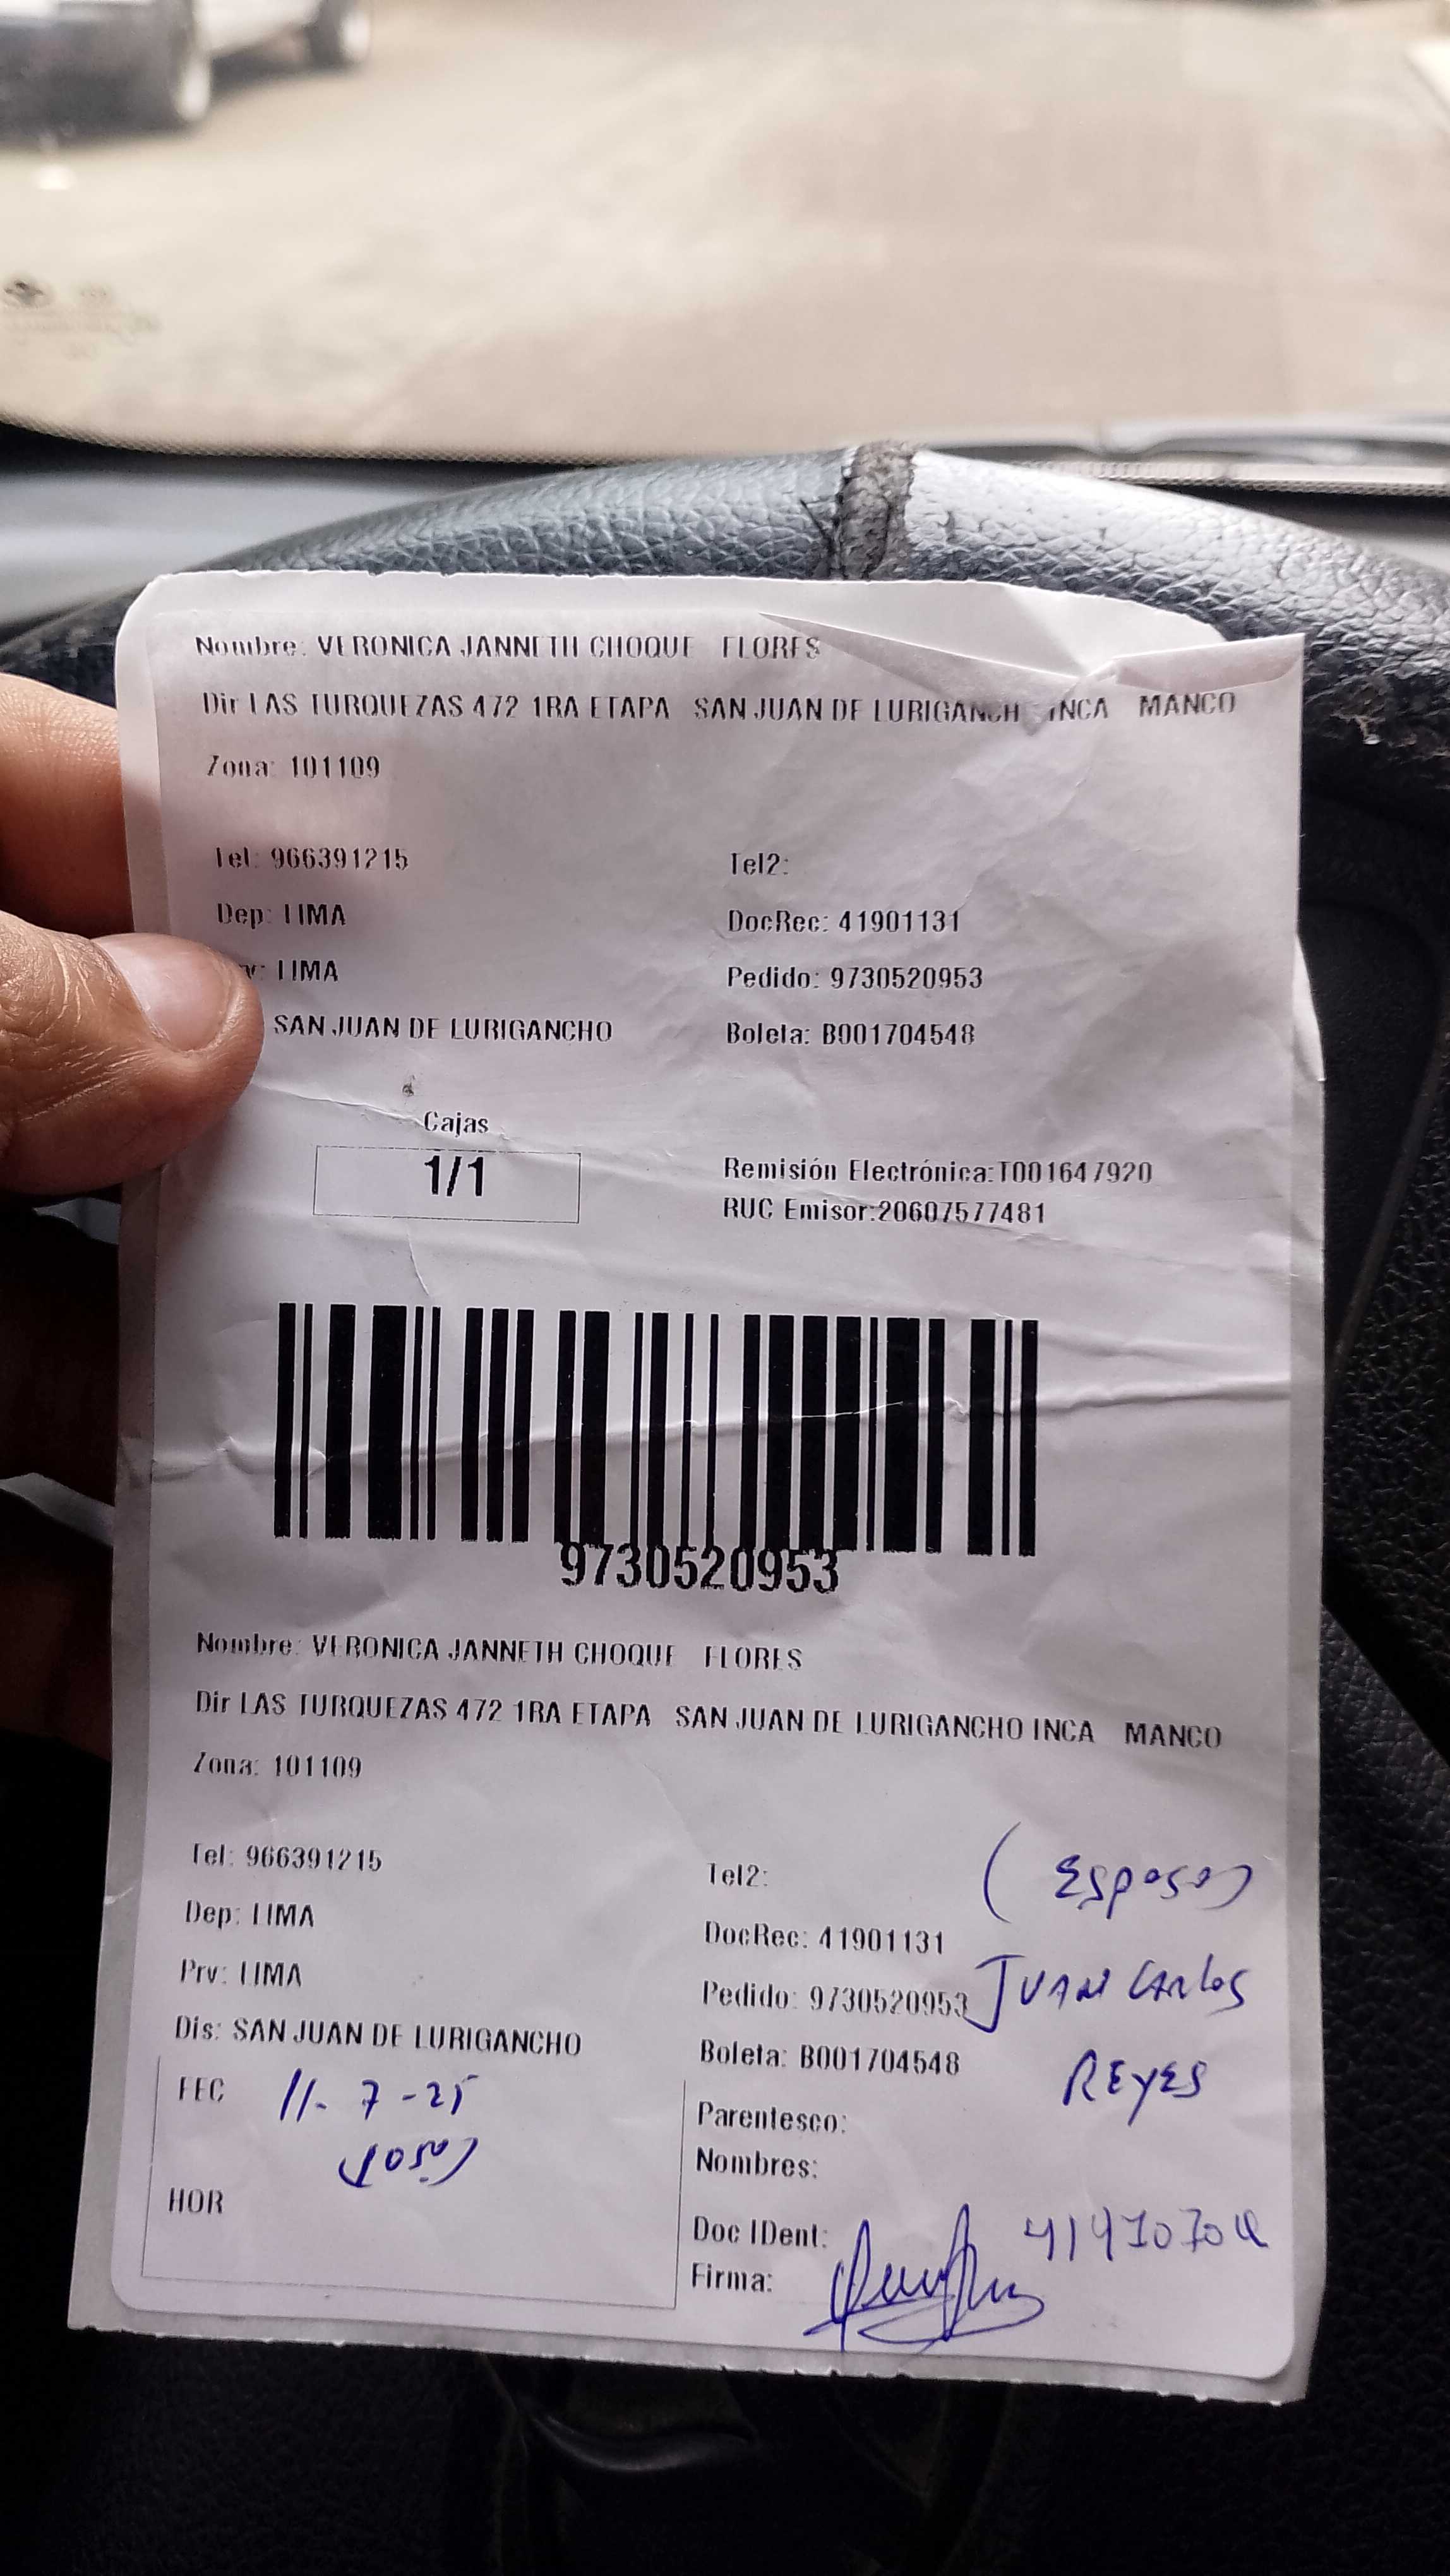 Nombre: VERONICA JANNETH CHOQUE FLORES
Dir LAS TURQUEZAS 472 1RA ETAPA SAN JUAN DE LURIGANCH INCA MANCO
Zona: 101109
Tel: 966391215 Tel2:
Dep: LIMA DocRec: 41901131
v: LIMA Pedido: 9730520953
SAN JUAN DE LURIGANCHO Boleta: B001704548
Cajas
1/1
Remisión Electrónica:T001647920
RUC Emisor:20607577481
9730520953
Nombre: VERONICA JANNETH CHOQUE FLORES
Dir LAS TURQUEZAS 472 1RA ETAPA SAN JUAN DE LURIGANCHO INCA MANCO
Zona: 101109
Tel: 966391215 Tel2: (Esposo)
Dep: LIMA DocRec: 41901131
Prv: LIMA Pedido: 9730520953 JUAN CARLOS
Dis: SAN JUAN DE LURIGANCHO Boleta: B001704548 REYES
FEC 11-7-25 Parentesco:
Nombres:
HOR
Doc IDent:
Firma: